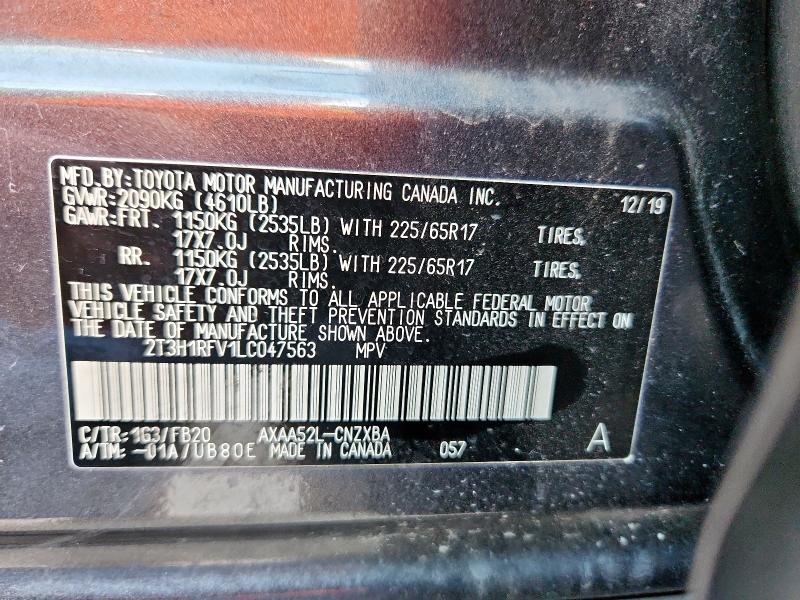 MFD.BY:TOYOTA MOTOR MANUFACTURING CANADA INC.
GVWR:2090KG (4610LB) 12/19
GAWR:FRT. 1150KG (2535LB) WITH 225/65R17 TIRES,
17X7.0J RIMS.
RR. 1150KG (2535LB) WITH 225/65R17 TIRES,
17X7.0J RIMS.
THIS VEHICLE CONFORMS TO ALL APPLICABLE FEDERAL MOTOR
VEHICLE SAFETY AND THEFT PREVENTION STANDARDS IN EFFECT ON
THE DATE OF MANUFACTURE SHOWN ABOVE.
2T3H1RFV1LC047563 MPV
C/TR:1G3/FB20 AXAA52L-CNZXBA A
A/TM:-01A/UB80E MADE IN CANADA 057